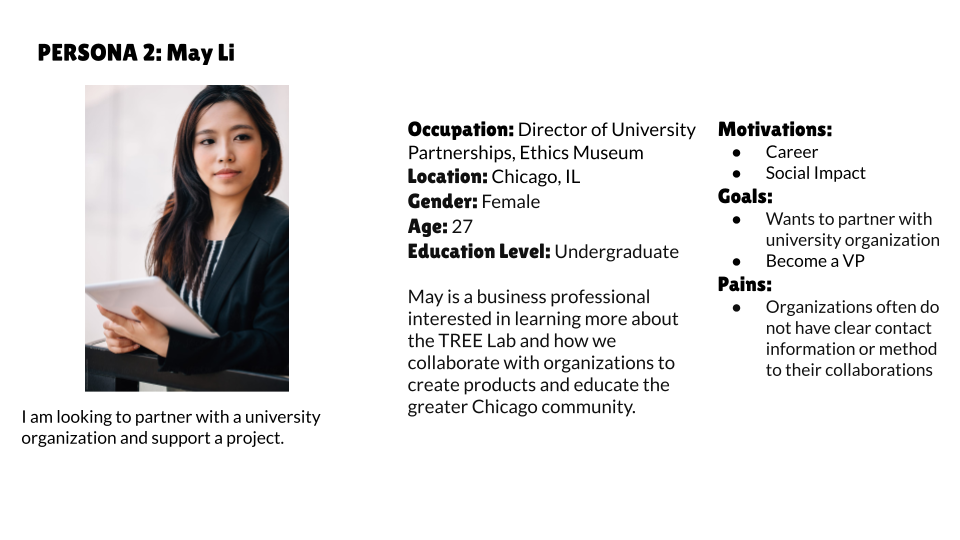 PERSONA 2: May Li
I am looking to partner with a university
organization and support a project.
Occupation: Director of University
Partnerships, Ethics Museum
Location: Chicago, IL
Gender: Female
Age: 27
Education Level: Undergraduate
May is a business professional
interested in learning more about
the TREE Lab and how we
collaborate with organizations to
create products and educate the
greater Chicago community.
Motivations:
● Career
● Social Impact
Goals:
● Wants to partner with
university organization
● Become a VP
Pains:
● Organizations often do
not have clear contact
information or method
to their collaborations